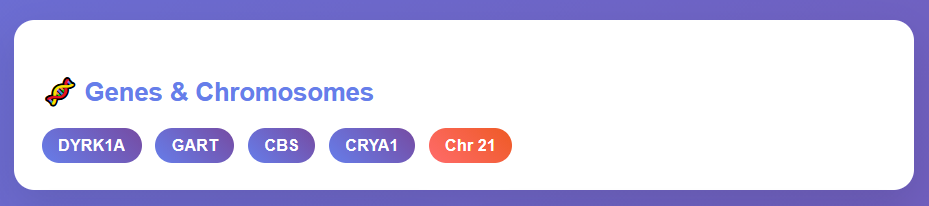 Genes & Chromosomes
DYRK1A GART CBS CRYA1 Chr 21